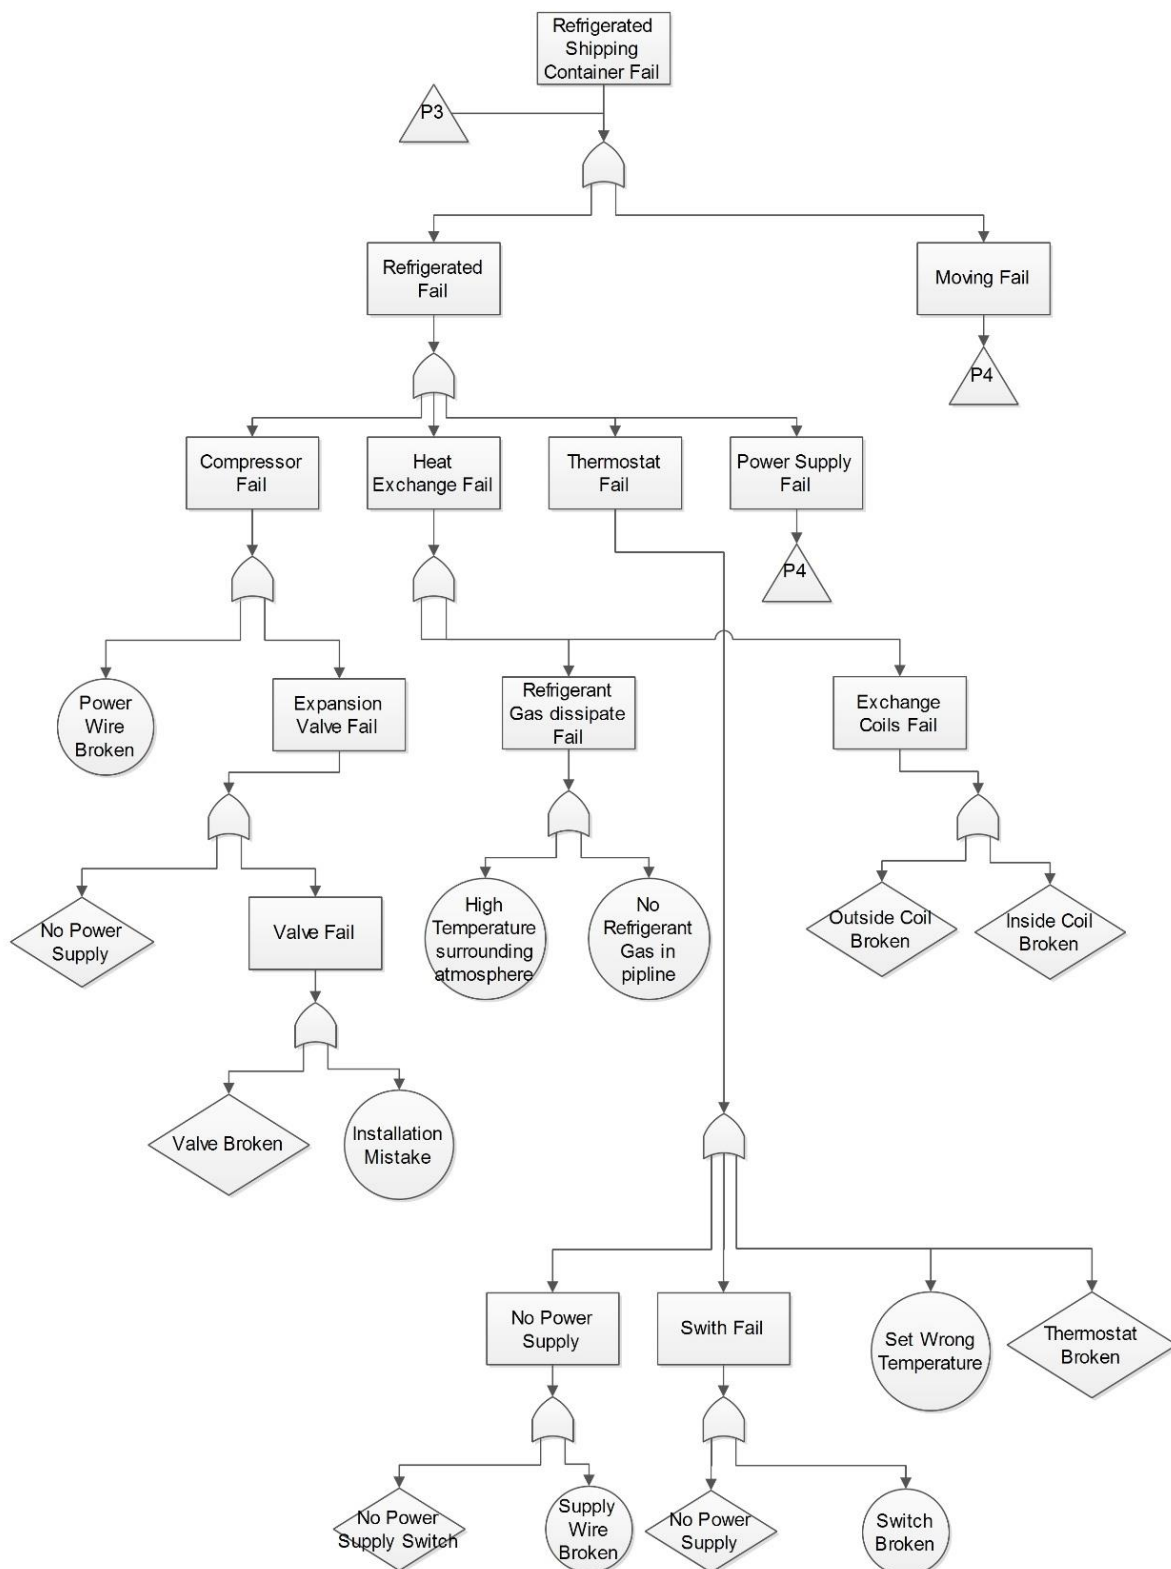 Refrigerated
Shipping
Container Fail
P3
Refrigerated
Fail
Moving Fail
P4
Compressor
Fail
Heat
Exchange Fail
Thermostat
Fail
Power Supply
Fail
P4
Power
Wire
Broken
Expansion
Valve Fail
Refrigerant
Gas dissipate
Fail
Exchange
Coils Fail
No Power
Supply
Valve Fail
High
Temperature
surrounding
atmosphere
No
Refrigerant
Gas in
pipline
Outside Coil
Broken
Inside Coil
Broken
Valve Broken
Installation
Mistake
No Power
Supply
Swith Fail
Set Wrong
Temperature
Thermostat
Broken
No Power
Supply Switch
Supply
Wire
Broken
No Power
Supply
Switch
Broken